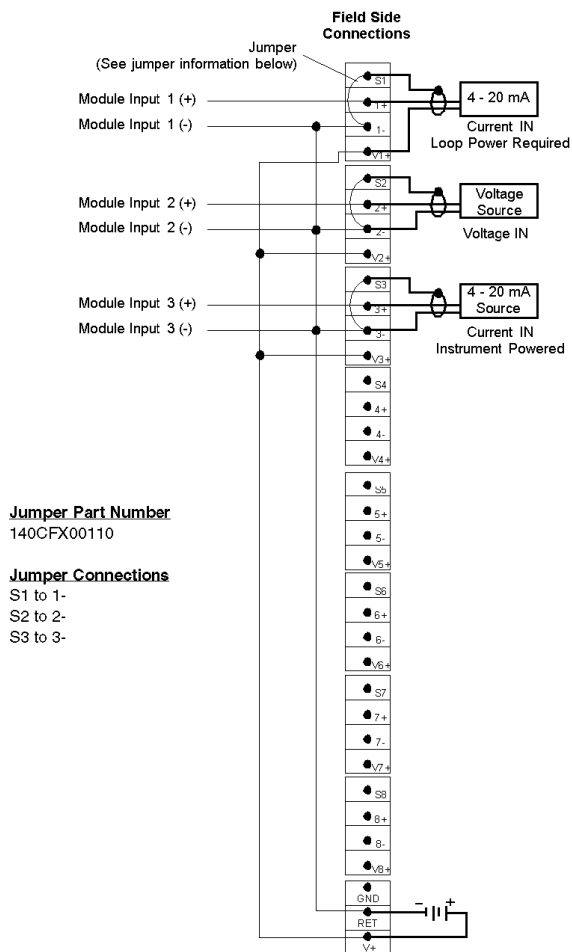 Field Side
Connections
Jumper
(See jumper information below)
S1
Module Input 1 (+)
1+
4 - 20 mA
Module Input 1 (-)
1-
Current IN
Loop Power Required
V1+
S2
Module Input 2 (+)
2+
Voltage
Source
Module Input 2 (-)
2-
Voltage IN
V2+
S3
Module Input 3 (+)
3+
4 - 20 mA
Source
Module Input 3 (-)
3-
Current IN
Instrument Powered
V3+
S4
4+
4-
V4+
S5
5+
5-
V5+
S6
6+
6-
V6+
S7
7+
7-
V7+
S8
8+
8-
V8+
GND
- +
RET
V+
Jumper Part Number
140CFX00110
Jumper Connections
S1 to 1-
S2 to 2-
S3 to 3-